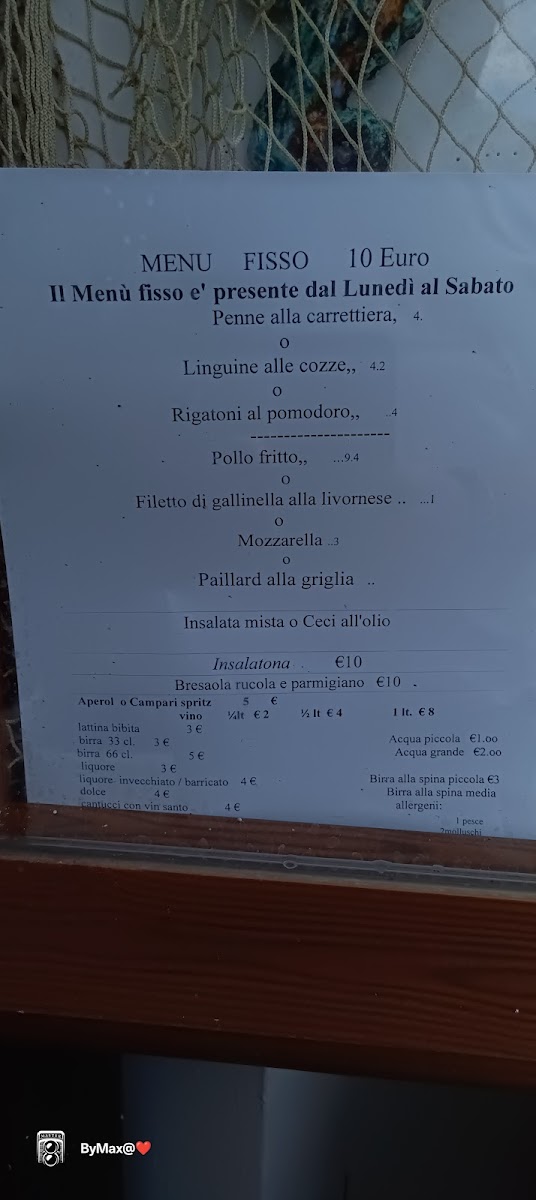 MENU FISSO 10 Euro
Il Menù fisso e' presente dal Lunedì al Sabato
Penne alla carrettiera, 4.
o
Linguine alle cozze,, 4.2
o
Rigatoni al pomodoro,, ..4
---------------------
Pollo fritto,, ...9.4
o
Filetto di gallinella alla livornese .. ...1
o
Mozzarella ..3
o
Paillard alla griglia ..
Insalata mista o Ceci all'olio
Insalatona . €10
Bresaola rucola e parmigiano €10 .
Aperol o Campari spritz 5 €
vino ¼lt €2 ½ lt €4 1 lt. €8
lattina bibita 3 €
birra 33 cl. 3 €
Acqua piccola €1.oo
birra 66 cl. 5 €
Acqua grande €2.oo
liquore 3 €
liquore invecchiato / barricato 4 €
Birra alla spina piccola €3
dolce 4 €
Birra alla spina media
cantucci con vin santo 4 €
allergeni:
1 pesce
2molluschi
MASTER
ByMax@❤️